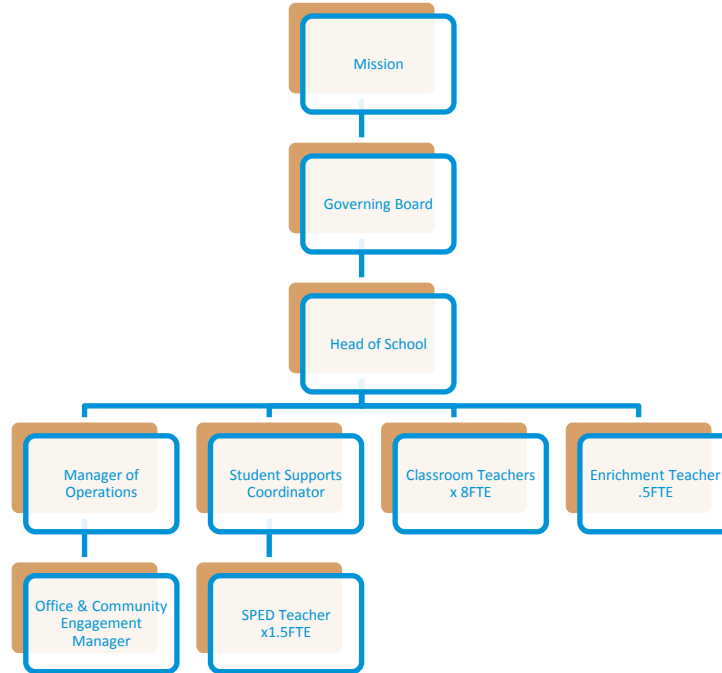 Mission
Governing Board
Head of School
Manager of
Operations
Student Supports
Coordinator
Classroom Teachers
x 8FTE
Enrichment Teacher
.5FTE
Office & Community
Engagement
Manager
SPED Teacher
x1.5FTE